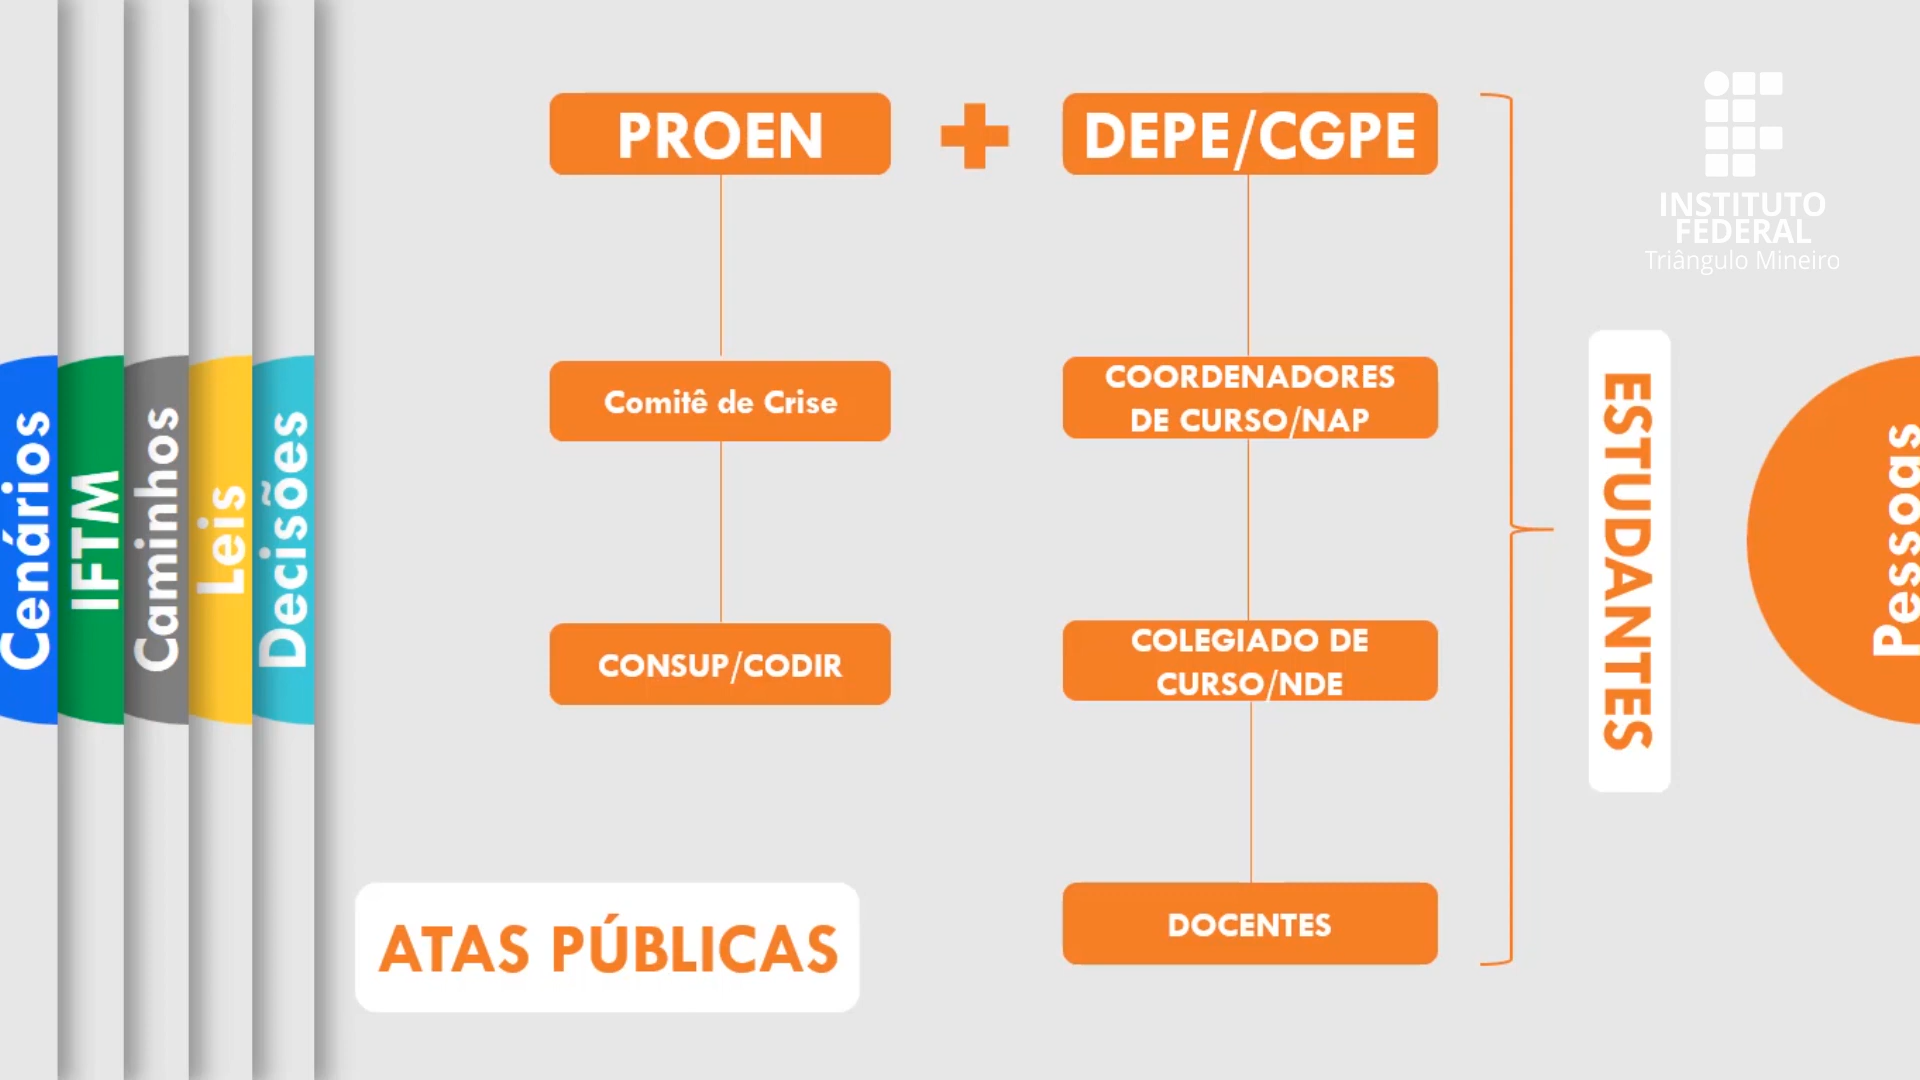 Cenários
IFTM
Caminhos
Leis
Decisões
PROEN
DEPE/CGPE
Comitê de Crise
COORDENADORES
DE CURSO/NAP
CONSUP/CODIR
COLEGIADO DE
CURSO/NDE
DOCENTES
ATAS PÚBLICAS
ESTUDANTES
INSTITUTO
FEDERAL
Triângulo Mineiro
Pessoas